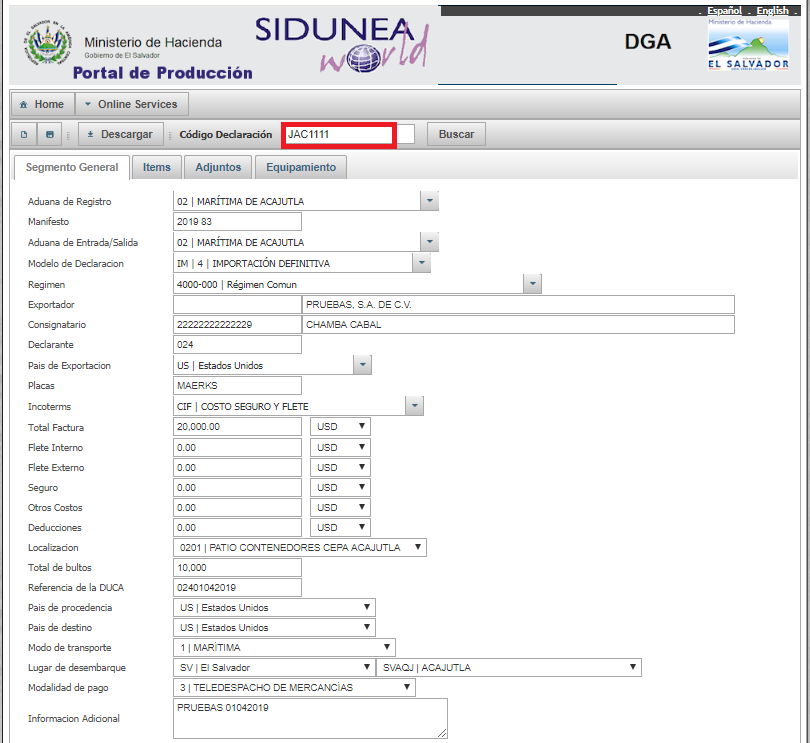 . Español . English .
Ministerio de Hacienda
Gobierno de El Salvador
Portal de Producción
SIDUNEA
world
DGA
Ministerio de Hacienda
EL SALVADOR
Home
Online Services
Descargar
Código Declaración
JAC1111
Buscar
Segmento General
Items
Adjuntos
Equipamiento
Aduana de Registro 02 | MARÍTIMA DE ACAJUTLA
Manifesto 2019 83
Aduana de Entrada/Salida 02 | MARÍTIMA DE ACAJUTLA
Modelo de Declaracion IM | 4 | IMPORTACIÓN DEFINITIVA
Regimen 4000-000 | Régimen Comun
Exportador PRUEBAS, S.A. DE C.V.
Consignatario 22222222222229 CHAMBA CABAL
Declarante 024
Pais de Exportacion US | Estados Unidos
Placas MAERKS
Incoterms CIF | COSTO SEGURO Y FLETE
Total Factura 20,000.00 USD
Flete Interno 0.00 USD
Flete Externo 0.00 USD
Seguro 0.00 USD
Otros Costos 0.00 USD
Deducciones 0.00 USD
Localizacion 0201 | PATIO CONTENEDORES CEPA ACAJUTLA
Total de bultos 10,000
Referencia de la DUCA 02401042019
Pais de procedencia US | Estados Unidos
Pais de destino US | Estados Unidos
Modo de transporte 1 | MARÍTIMA
Lugar de desembarque SV | El Salvador SVAQJ | ACAJUTLA
Modalidad de pago 3 | TELEDESPACHO DE MERCANCÍAS
Informacion Adicional PRUEBAS 01042019